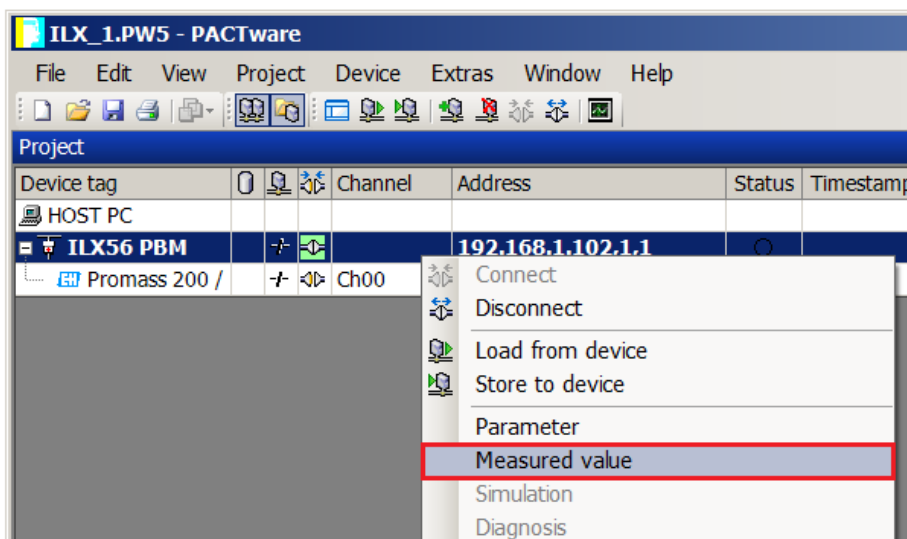 ILX_1.PW5 - PACTware
File Edit View Project Device Extras Window Help
Project
Device tag Channel Address Status Timestamp
HOST PC
ILX56 PBM 192.168.1.102,1,1
Promass 200 / Ch00
Connect
Disconnect
Load from device
Store to device
Parameter
Measured value
Simulation
Diagnosis